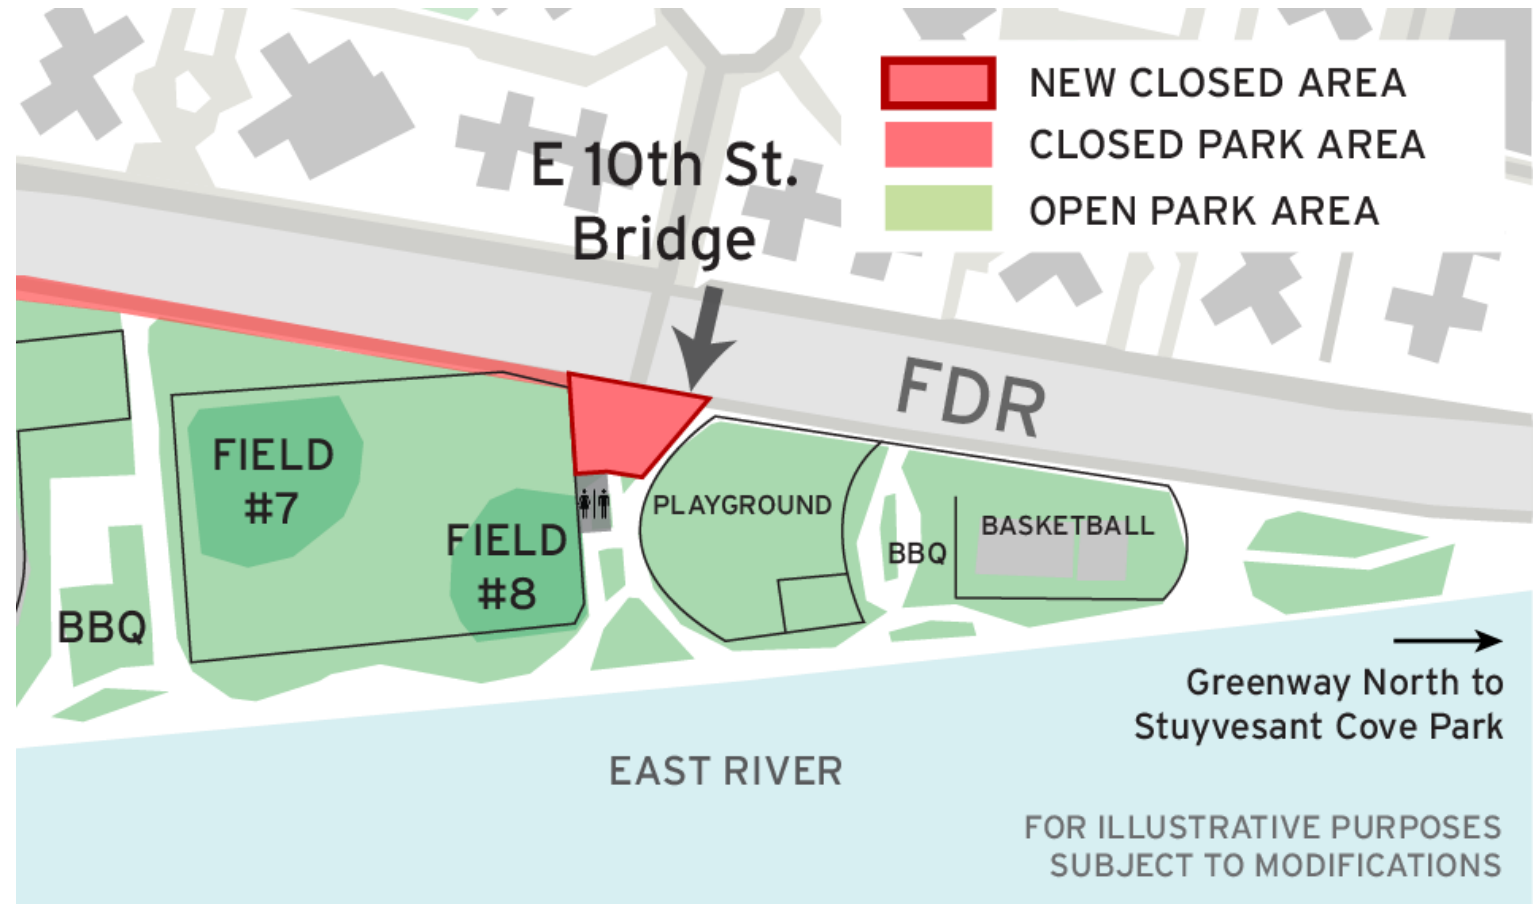 NEW CLOSED AREA
CLOSED PARK AREA
OPEN PARK AREA
E 10th St.
Bridge
FDR
FIELD
#7
FIELD
#8
PLAYGROUND
BASKETBALL
BBQ
BBQ
Greenway North to
Stuyvesant Cove Park
EAST RIVER
FOR ILLUSTRATIVE PURPOSES
SUBJECT TO MODIFICATIONS